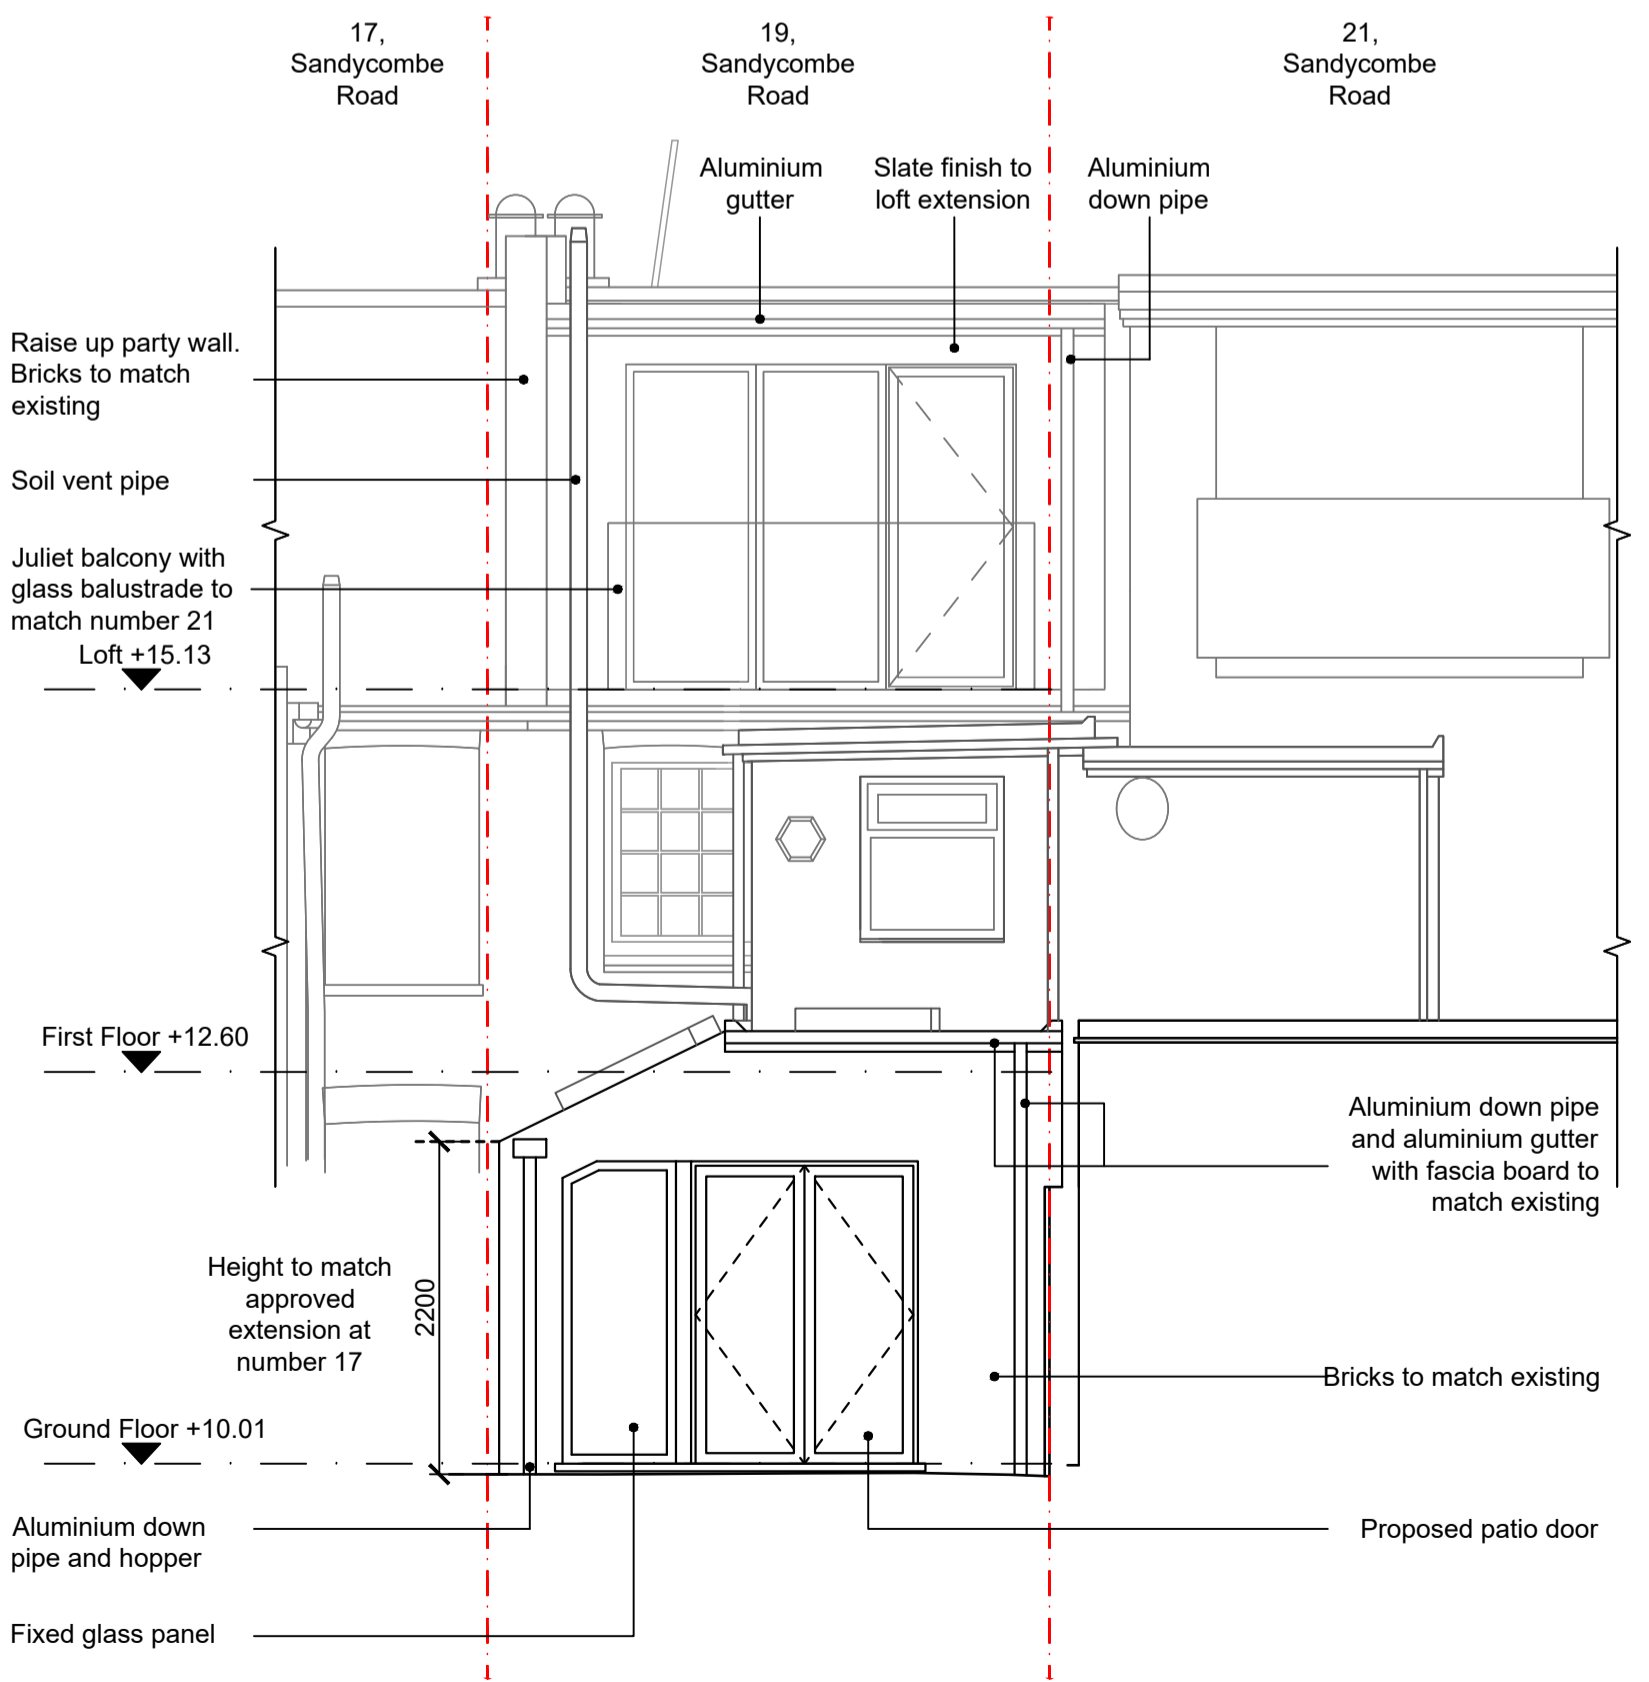 17,
Sandycombe
Road
19,
Sandycombe
Road
21,
Sandycombe
Road
Aluminium
gutter
Slate finish to
loft extension
Aluminium
down pipe
Raise up party wall.
Bricks to match
existing
Soil vent pipe
Juliet balcony with
glass balustrade to
match number 21
Loft +15.13
First Floor +12.60
Aluminium down pipe
and aluminium gutter
with fascia board to
match existing
Height to match
approved
extension at
number 17
2200
Bricks to match existing
Ground Floor +10.01
Aluminium down
pipe and hopper
Proposed patio door
Fixed glass panel